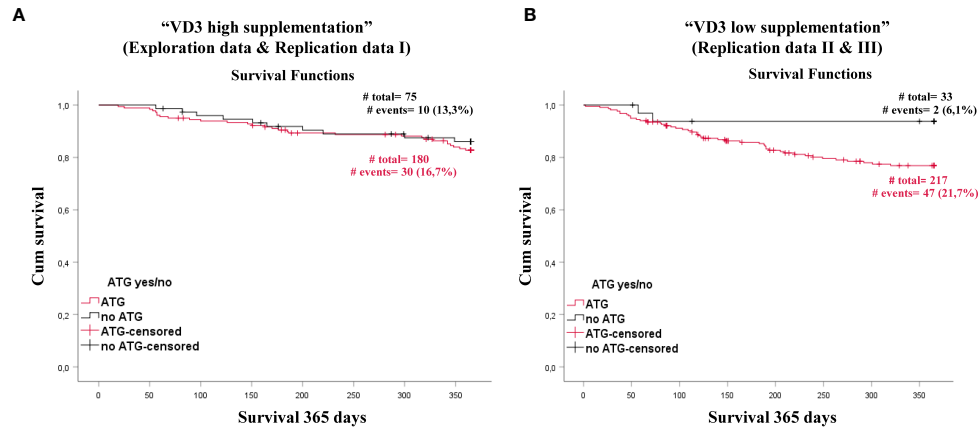 A
“VD3 high supplementation”
(Exploration data & Replication data I)
Survival Functions
# total= 75
# events= 10 (13,3%)
1,0
0,8
0,6
0,4
0,2
0,0
# total= 180
# events= 30 (16,7%)
Cum survival
ATG yes/no
ATG
no ATG
ATG-censored
no ATG-censored
0
50
100
150
200
250
300
350
Survival 365 days
B
“VD3 low supplementation”
(Replication data II & III)
Survival Functions
# total= 33
# events= 2 (6,1%)
1,0
0,8
0,6
0,4
0,2
0,0
# total= 217
# events= 47 (21,7%)
Cum survival
ATG yes/no
ATG
no ATG
ATG-censored
no ATG-censored
0
50
100
150
200
250
300
350
Survival 365 days